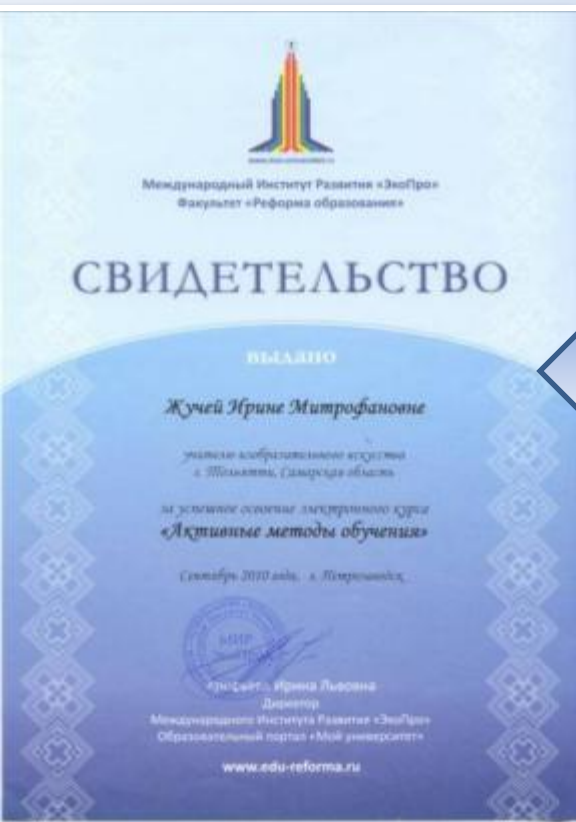 Международный Институт Развития «ЭкоПро»
Факультет «Реформа образования»
СВИДЕТЕЛЬСТВО
ВЫДАНО
Жучей Ирине Митрофановне
учителю изобразительного искусства
г. Тольятти, Самарская область
за успешное освоение электронного курса
«Активные методы обучения»
Сентябрь 2010 года, г. Петрозаводск
МИР
Ирина Львовна
Директор
Международного Института Развития «ЭкоПро»
Образовательный портал «Мой университет»
www.edu-reforma.ru